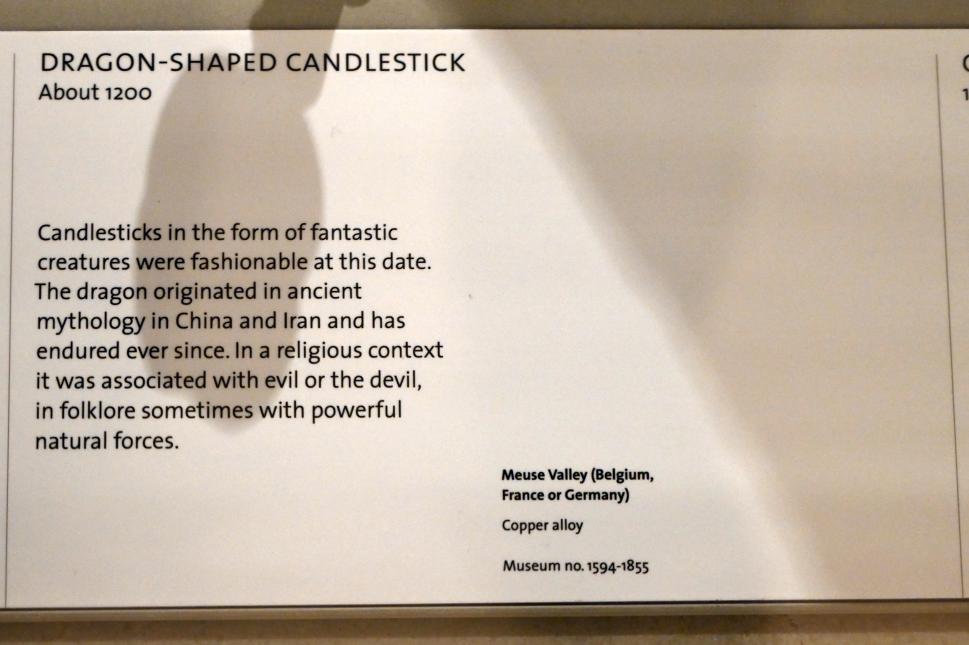 DRAGON-SHAPED CANDLESTICK
About 1200
Candlesticks in the form of fantastic
creatures were fashionable at this date.
The dragon originated in ancient
mythology in China and Iran and has
endured ever since. In a religious context
it was associated with evil or the devil,
in folklore sometimes with powerful
natural forces.
Meuse Valley (Belgium,
France or Germany)
Copper alloy
Museum no. 1594-1855